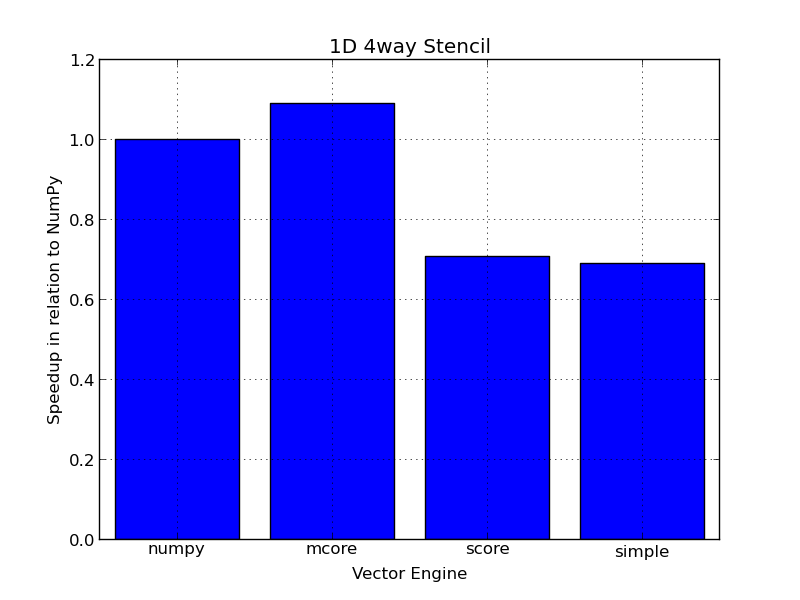 1D 4way Stencil
Speedup in relation to NumPy
1.2
1.0
0.8
0.6
0.4
0.2
0.0
numpy mcore score simple
Vector Engine